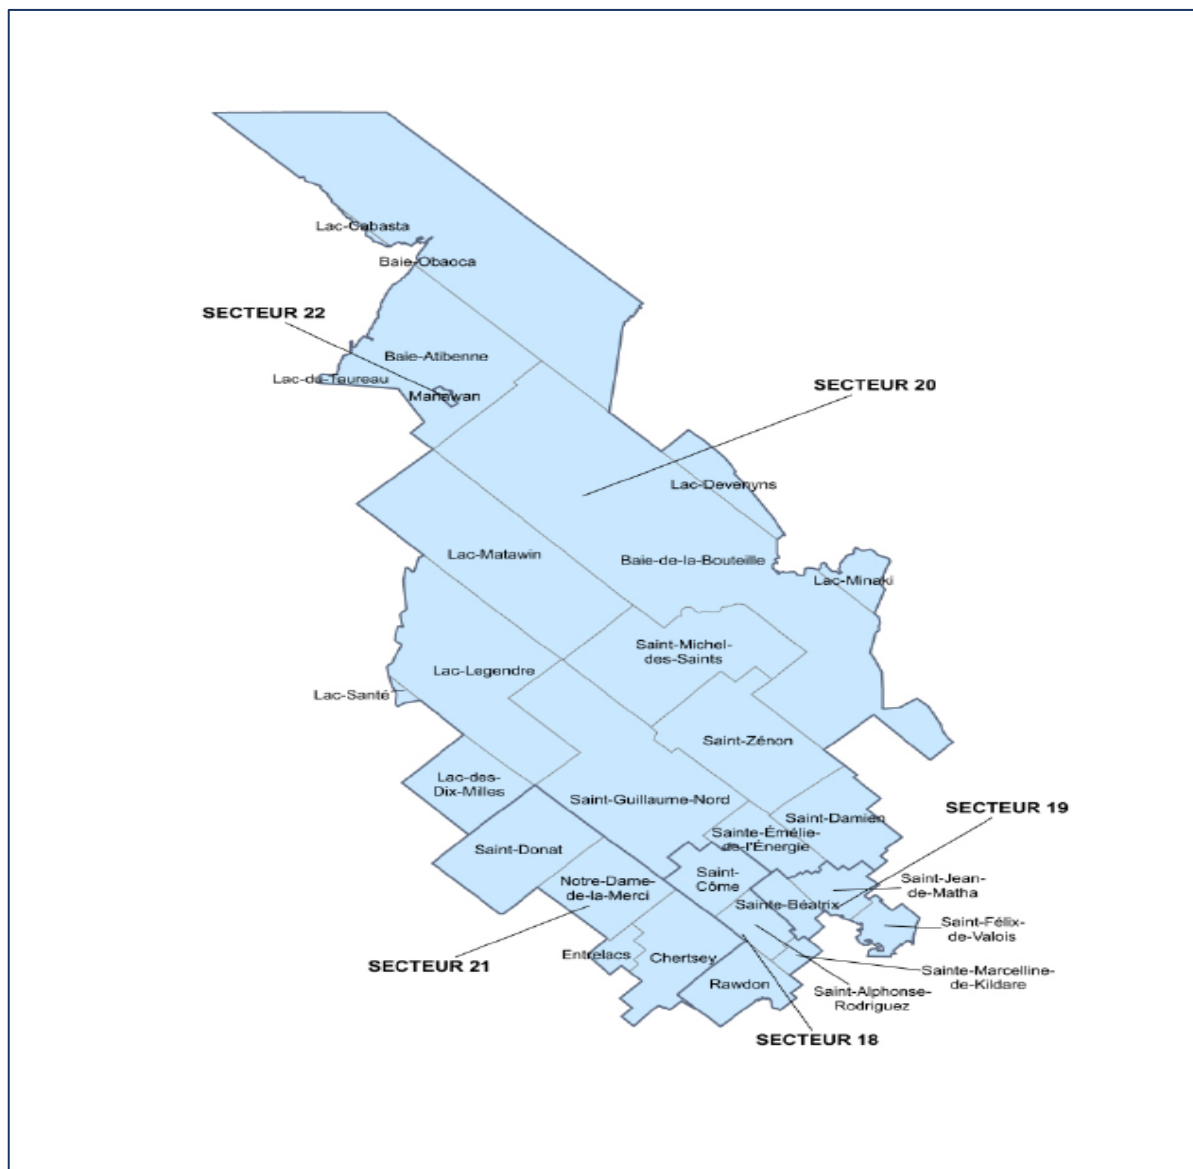 Lac-Cabasta
Baie-Obaoca
SECTEUR 22
Baie-Atibenne
Lac-du-Taureau
Manawan
SECTEUR 20
Lac-Devenyns
Lac-Matawin
Baie-de-la-Bouteille
Lac-Minaki
Saint-Michel-
des-Saints
Lac-Legendre
Lac-Santé
Saint-Zénon
Lac-des-
Dix-Milles
Saint-Guillaume-Nord
SECTEUR 19
Saint-Damien
Sainte-Émélie-
de-l'Énergie
Saint-Donat
Saint-
Côme
Saint-Jean-
de-Matha
Notre-Dame-
de-la-Merci
Sainte-Béatrix
Saint-Félix-
de-Valois
SECTEUR 21
Entrelacs
Chertsey
Sainte-Marcelline-
de-Kildare
Rawdon
Saint-Alphonse-
Rodriguez
SECTEUR 18